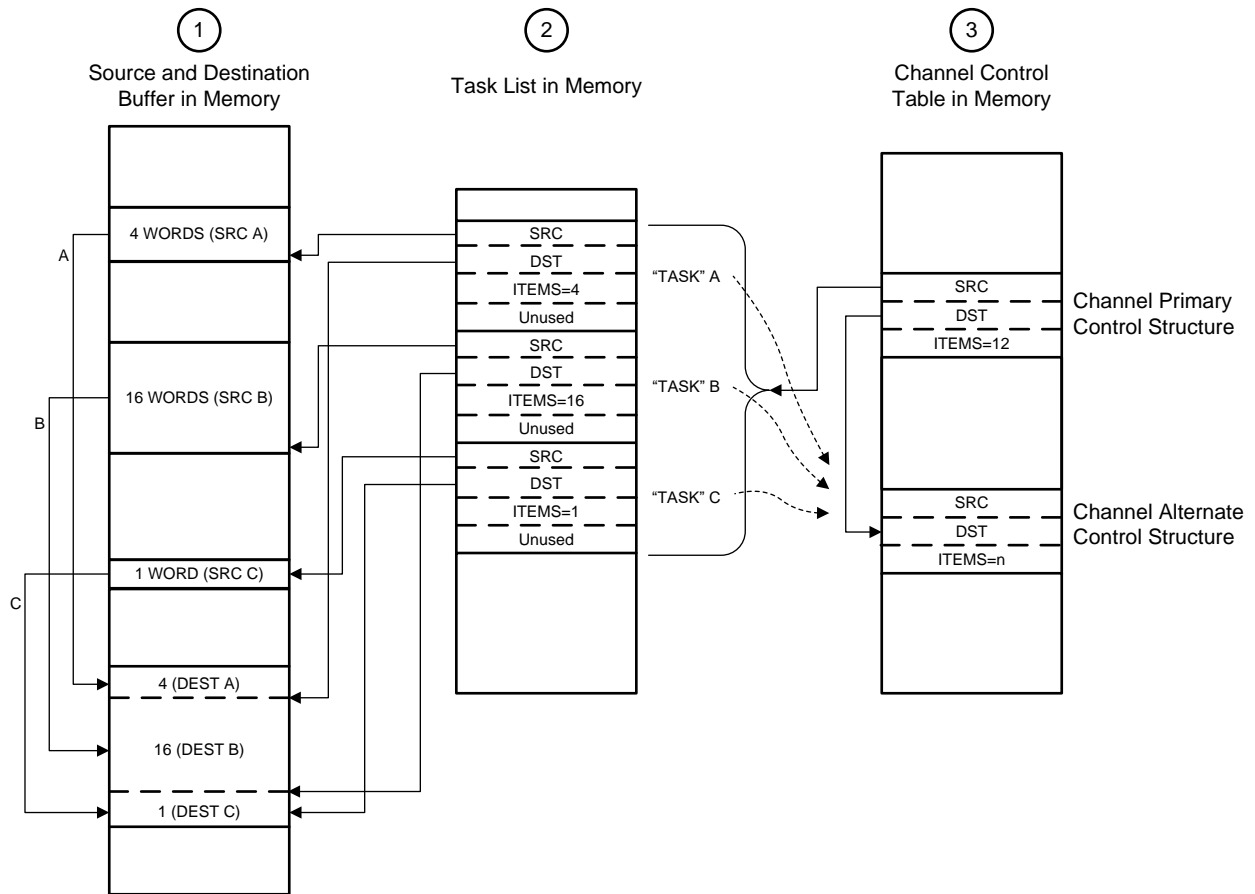 1
Source and Destination
Buffer in Memory
4 WORDS (SRC A)
A
16 WORDS (SRC B)
B
1 WORD (SRC C)
C
4 (DEST A)
16 (DEST B)
1 (DEST C)
2
Task List in Memory
SRC
DST
ITEMS=4
Unused
SRC
DST
ITEMS=16
Unused
SRC
DST
ITEMS=1
Unused
“TASK” A
“TASK” B
“TASK” C
3
Channel Control
Table in Memory
SRC
DST
ITEMS=12
Channel Primary
Control Structure
SRC
DST
ITEMS=n
Channel Alternate
Control Structure